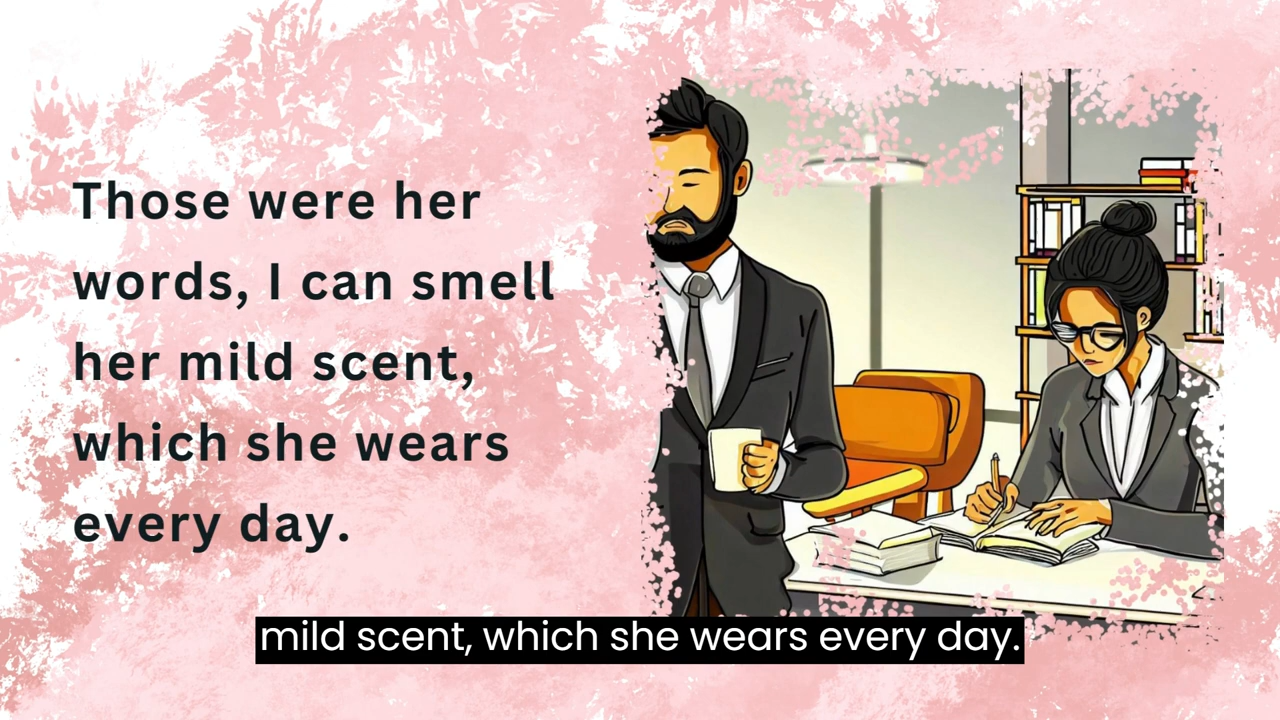 Those were her
words, I can smell
her mild scent,
which she wears
every day.
mild scent, which she wears every day.